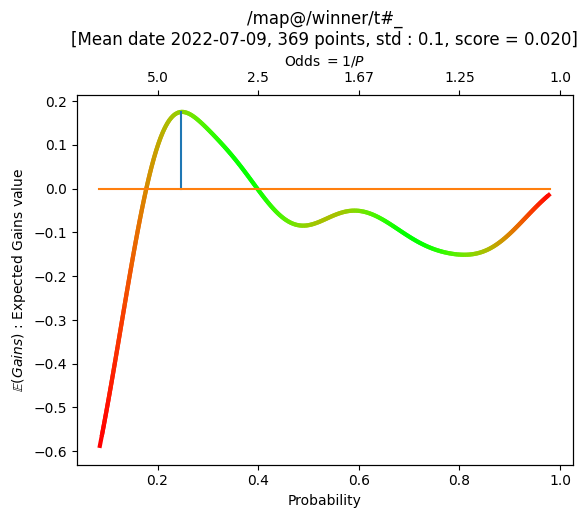 /map@/winner/t#_
[Mean date 2022-07-09, 369 points, std : 0.1, score = 0.020]
Odds = 1/P
5.0 2.5 1.67 1.25 1.0
0.2
0.1
0.0
−0.1
−0.2
−0.3
−0.4
−0.5
−0.6
𝔼(Gains) : Expected Gains value
0.2 0.4 0.6 0.8 1.0
Probability